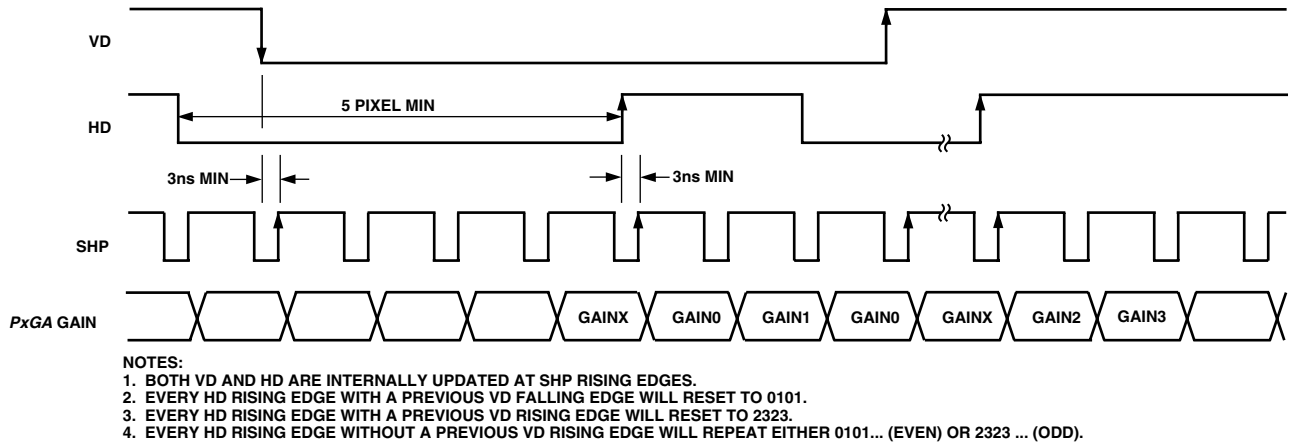 VD
5 PIXEL MIN
HD
3ns MIN
3ns MIN
SHP
PxGA GAIN
GAINX GAIN0 GAIN1 GAIN0 GAINX GAIN2 GAIN3
NOTES:
1. BOTH VD AND HD ARE INTERNALLY UPDATED AT SHP RISING EDGES.
2. EVERY HD RISING EDGE WITH A PREVIOUS VD FALLING EDGE WILL RESET TO 0101.
3. EVERY HD RISING EDGE WITH A PREVIOUS VD RISING EDGE WILL RESET TO 2323.
4. EVERY HD RISING EDGE WITHOUT A PREVIOUS VD RISING EDGE WILL REPEAT EITHER 0101... (EVEN) OR 2323 ... (ODD).